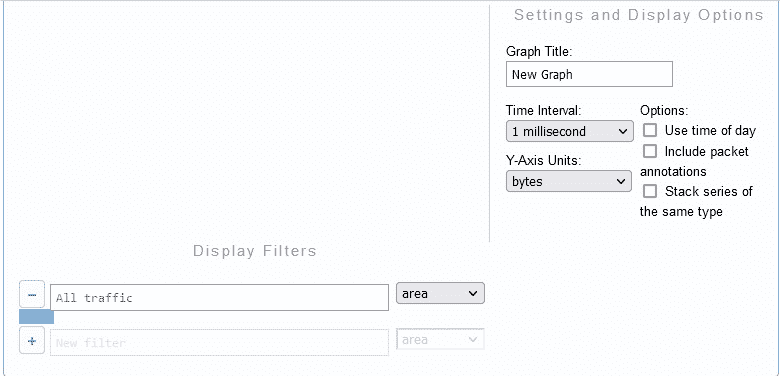 Settings and Display Options
Graph Title:
New Graph
Time Interval:
1 millisecond
Y-Axis Units:
bytes
Options:
Use time of day
Include packet
annotations
Stack series of
the same type
Display Filters
All traffic
area
New filter
area